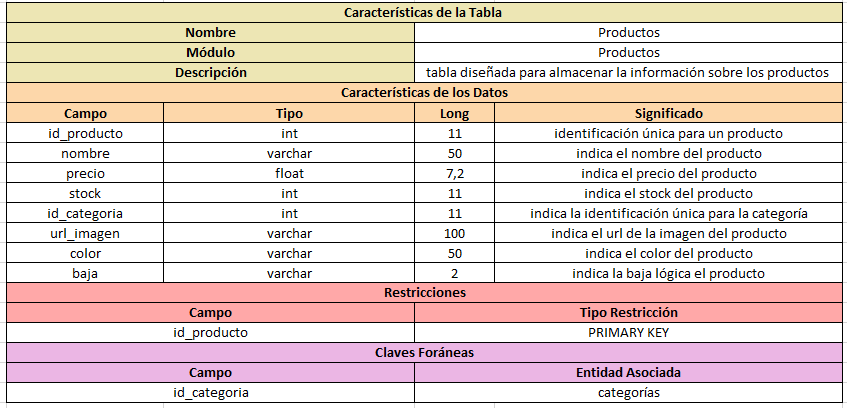 Características de la Tabla
Nombre Productos
Módulo Productos
Descripción tabla diseñada para almacenar la información sobre los productos
Características de los Datos
Campo Tipo Long Significado
id_producto int 11 identificación única para un producto
nombre varchar 50 indica el nombre del producto
precio float 7,2 indica el precio del producto
stock int 11 indica el stock del producto
id_categoria int 11 indica la identificación única para la categoría
url_imagen varchar 100 indica el url de la imagen del producto
color varchar 50 indica el color del producto
baja varchar 2 indica la baja lógica el producto
Restricciones
Campo Tipo Restricción
id_producto PRIMARY KEY
Claves Foráneas
Campo Entidad Asociada
id_categoria categorías